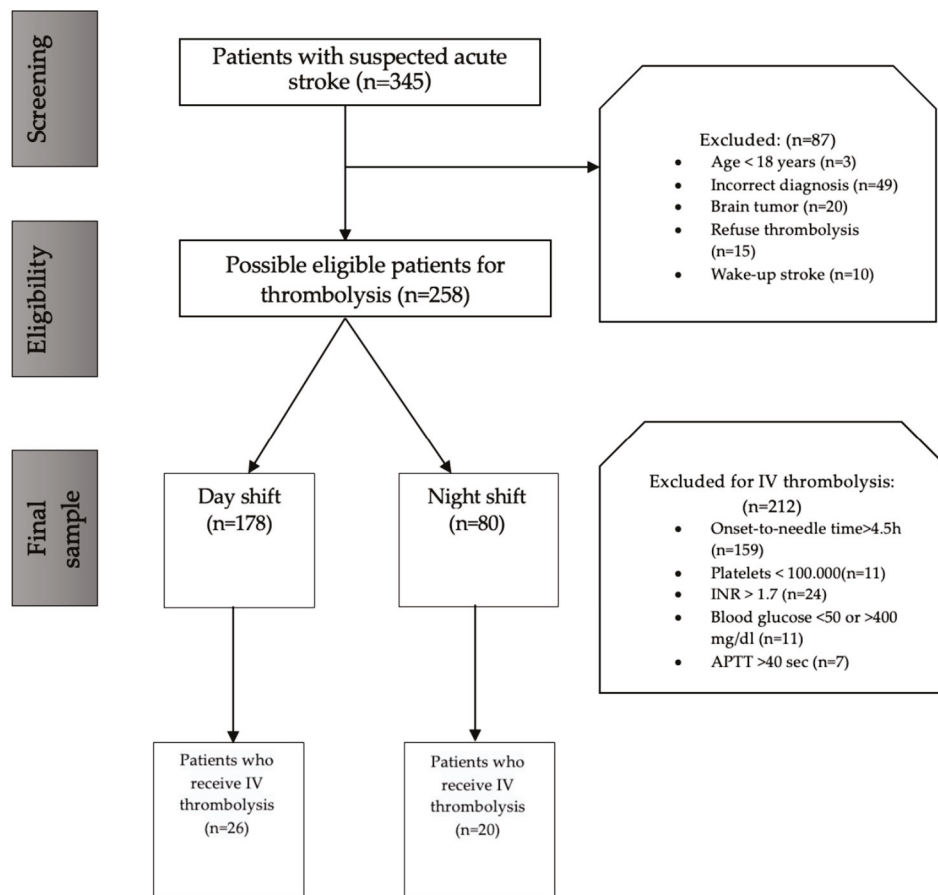 Screening
Patients with suspected acute
stroke (n=345)
Excluded: (n=87)
• Age < 18 years (n=3)
• Incorrect diagnosis (n=49)
• Brain tumor (n=20)
• Refuse thrombolysis
(n=15)
• Wake-up stroke (n=10)
Eligibility
Possible eligible patients for
thrombolysis (n=258)
Final
sample
Day shift
(n=178)
Night shift
(n=80)
Excluded for IV thrombolysis:
(n=212)
• Onset-to-needle time>4.5h
(n=159)
• Platelets < 100.000(n=11)
• INR > 1.7 (n=24)
• Blood glucose <50 or >400
mg/dl (n=11)
• APTT >40 sec (n=7)
Patients who
receive IV
thrombolysis
(n=26)
Patients who
receive IV
thrombolysis
(n=20)